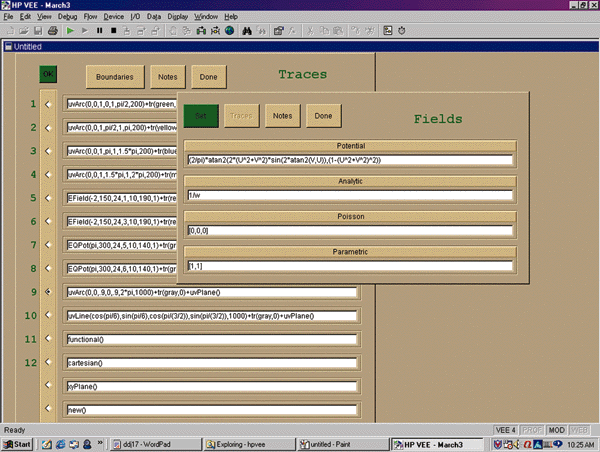 HP VEE - March3
File Edit View Debug Flow Device I/O Data Display Window Help
Untitled
OK Boundaries Notes Done Traces
1 uvArc(0,0,1,0,1,pi/2,200)+tr(green,
2 uvArc(0,0,1,pi/2,1,pi,200)+tr(yellow
3 uvArc(0,0,1,pi,1,1.5*pi,200)+tr(blue
4 uvArc(0,0,1,1.5*pi,1,2*pi,200)+tr(m
5 EField(-2,150,24,1,10,190,1)+tr(re
6 EField(-2,150,24,3,10,190,1)+tr(re
7 EQPot(pi,300,24,5,10,140,1)+tr(gr
8 EQPot(pi,300,24,6,10,140,1)+tr(gr
9 uvArc(0,0,.9,0,.9,2*pi,1000)+tr(gray,0)+uvPlane()
10 uvLine(cos(pi/6),sin(pi/6),cos(pi/(3/2)),sin(pi/(3/2)),1000)+tr(gray,0)+uvPlane()
11 functional()
12 cartesian()
xyPlane()
new()
Set Traces Notes Done Fields
Potential
(2/pi)*atan2(2*(U^2+V^2)*sin(2*atan2(V,U)),(1-(U^2+V^2)^2))
Analytic
1/w
Poisson
[0,0,0]
Parametric
[1,1]
Ready VEE 4 PROF MOD WEB
Start ddj17 - WordPad Exploring - hpvee untitled - Paint HP VEE - March3 10:25 AM